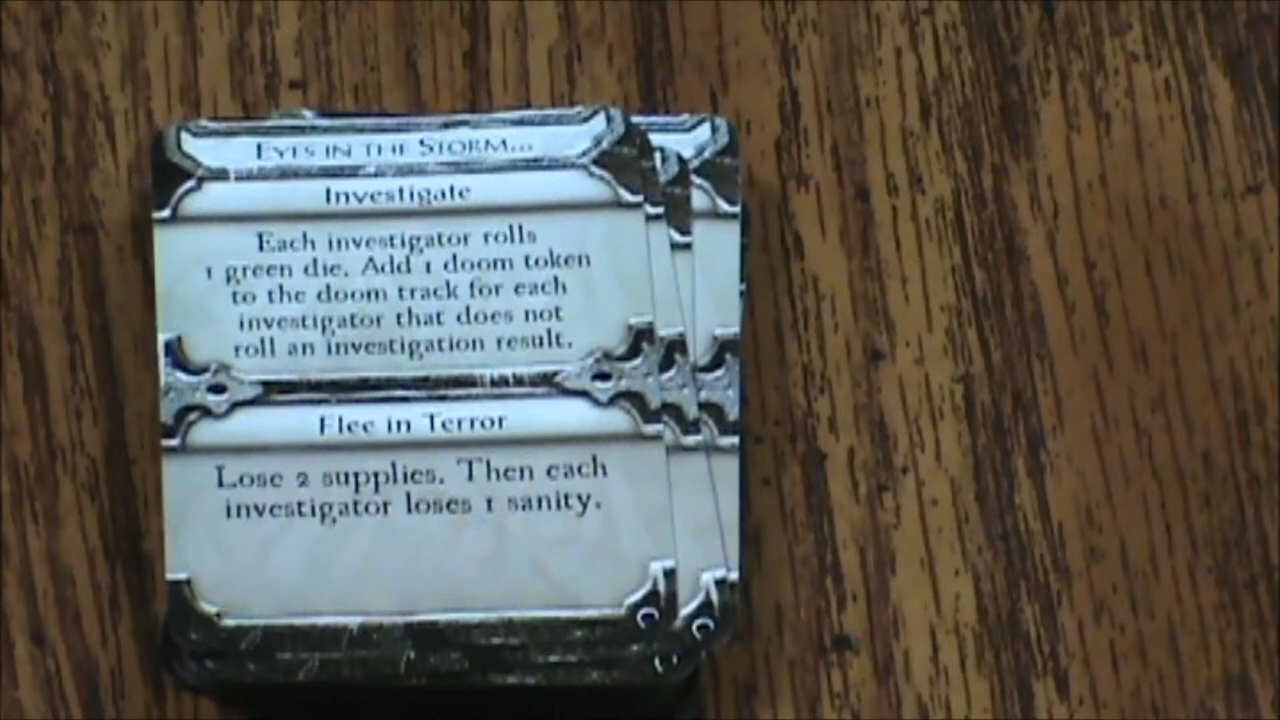 EYES IN THE STORM...
Investigate
Each investigator rolls
1 green die. Add 1 doom token
to the doom track for each
investigator that does not
roll an investigation result.
Flee in Terror
Lose 2 supplies. Then each
investigator loses 1 sanity.